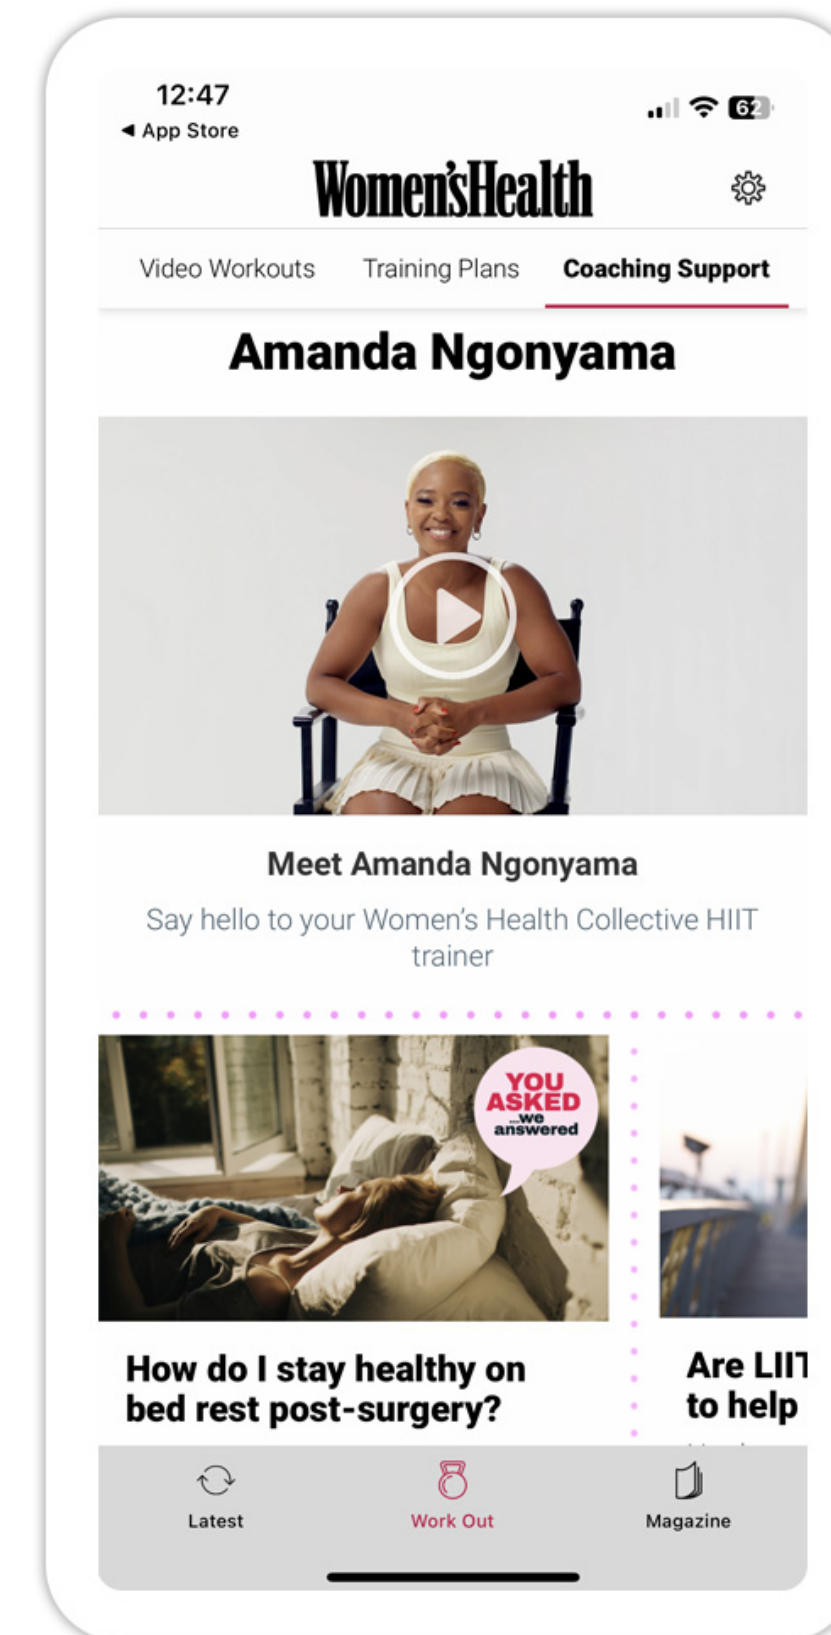 12:47
◀ App Store
62
Women'sHealth
Video Workouts Training Plans Coaching Support
Amanda Ngonyama
Meet Amanda Ngonyama
Say hello to your Women's Health Collective HIIT
trainer
YOU
ASKED
...we
answered
How do I stay healthy on
bed rest post-surgery?
Are LIIT
to help
Latest Work Out Magazine